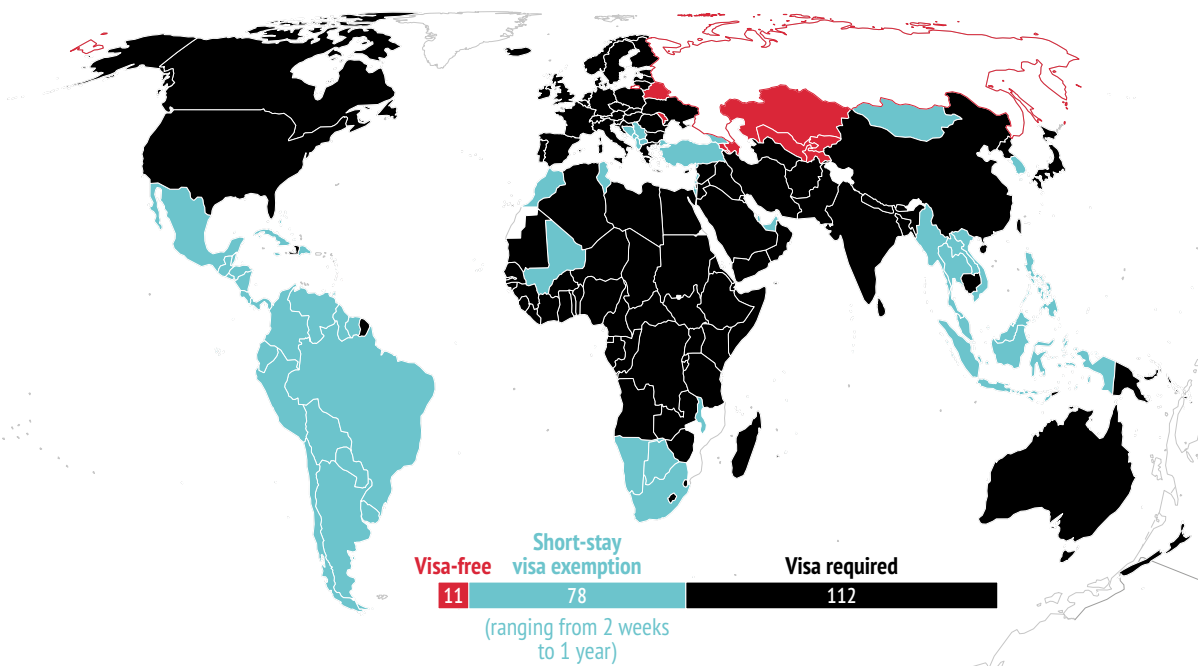 Short-stay
Visa-free visa exemption Visa required
11 78 112
(ranging from 2 weeks
to 1 year)